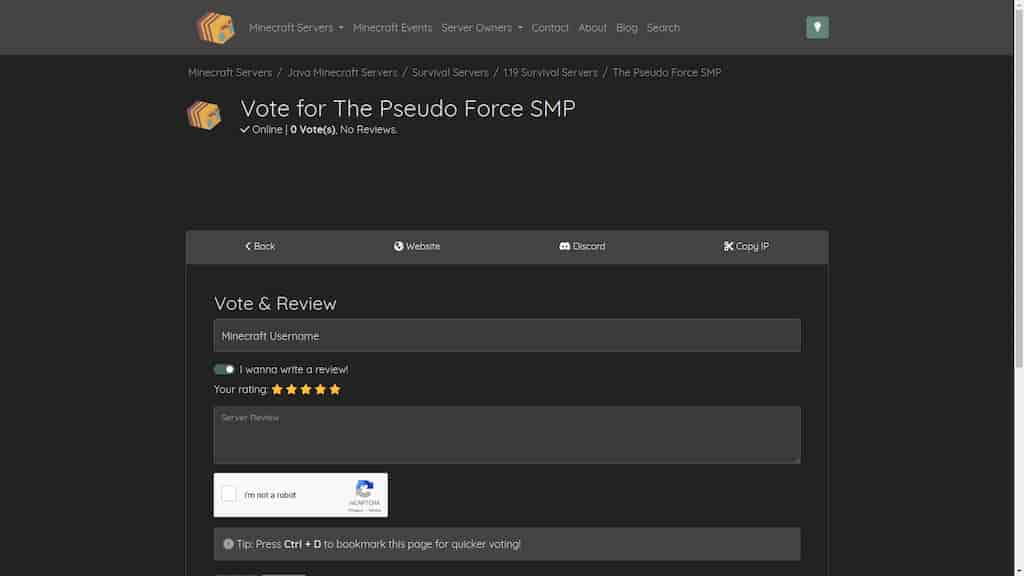 Minecraft Servers Minecraft Events Server Owners Contact About Blog Search
Minecraft Servers / Java Minecraft Servers / Survival Servers / 1.19 Survival Servers / The Pseudo Force SMP
Vote for The Pseudo Force SMP
Online | 0 Vote(s), No Reviews.
Back Website Discord Copy IP
Vote & Review
Minecraft Username
I wanna write a review!
Your rating:
Server Review
I'm not a robot
reCAPTCHA
Privacy - Terms
Tip: Press Ctrl + D to bookmark this page for quicker voting!